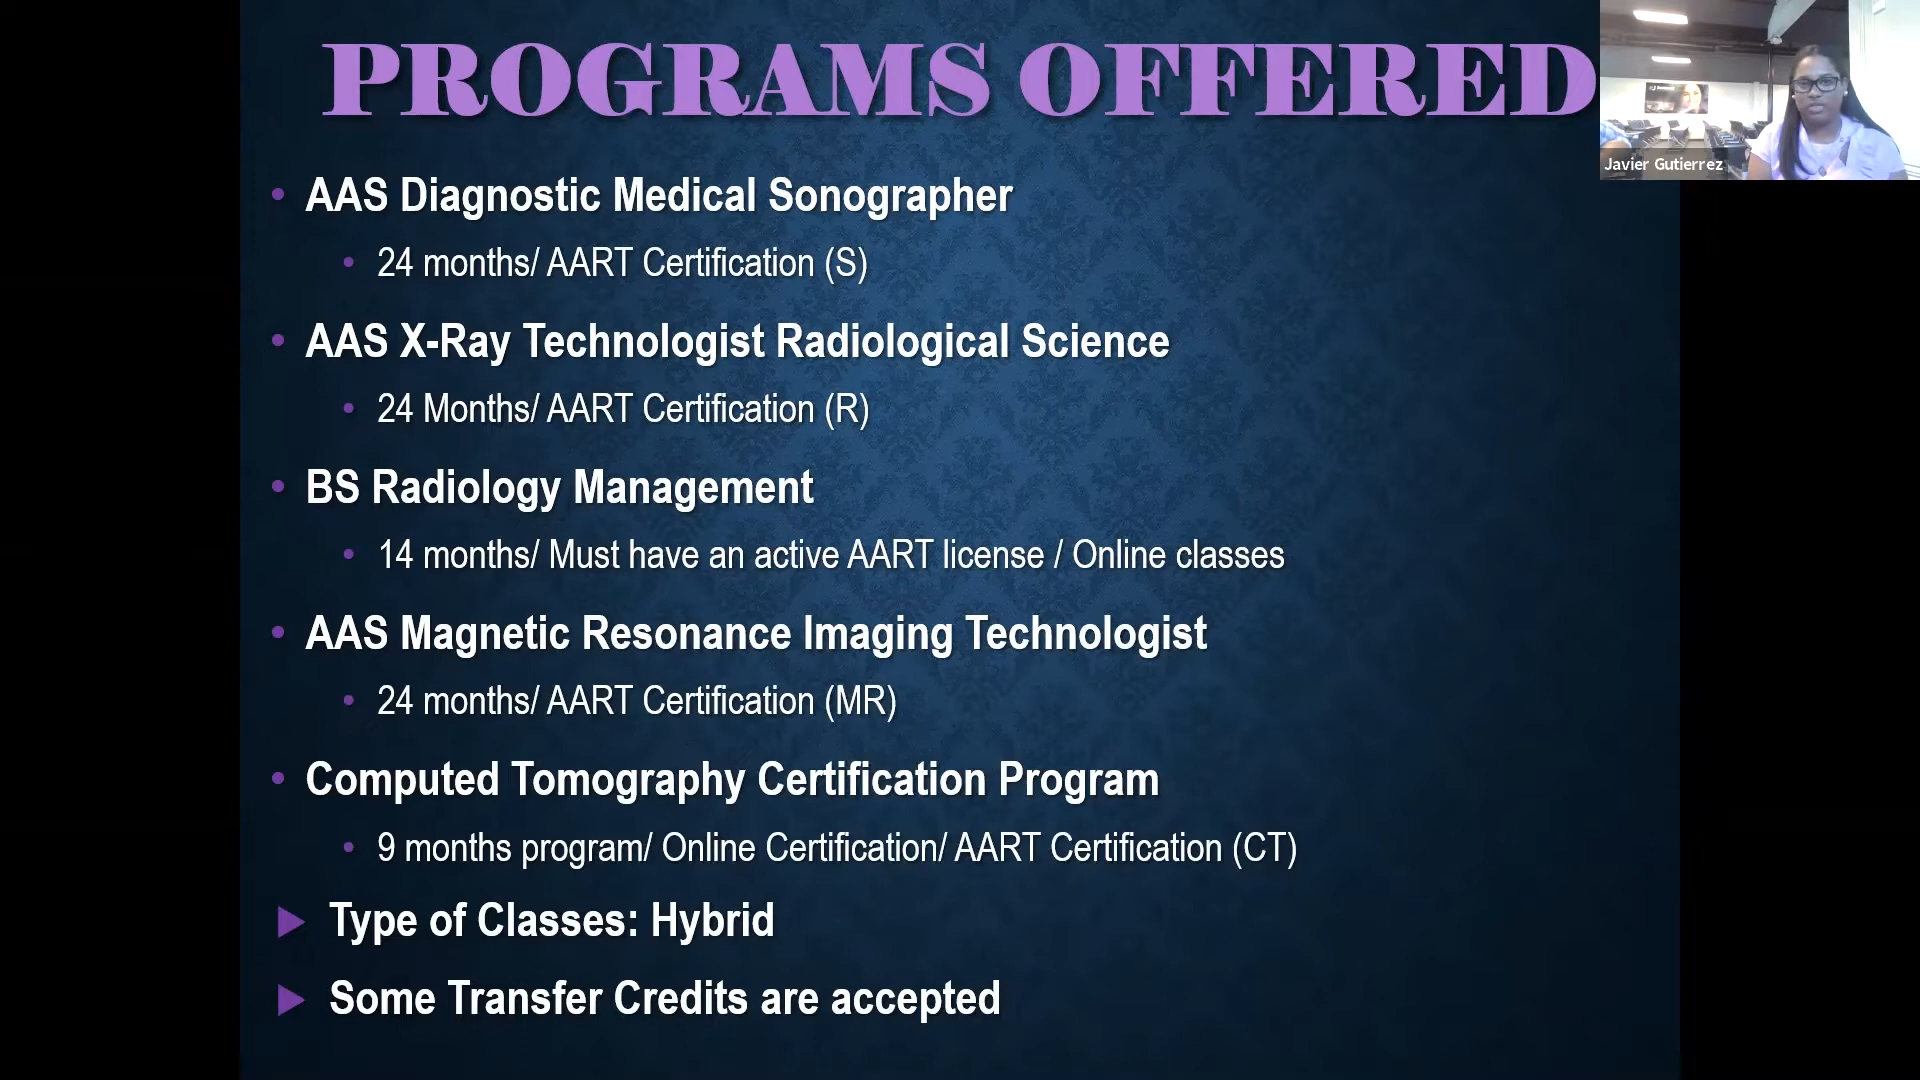 PROGRAMS OFFERED
Javier Gutierrez
• AAS Diagnostic Medical Sonographer
• 24 months/ AART Certification (S)
• AAS X-Ray Technologist Radiological Science
• 24 Months/ AART Certification (R)
• BS Radiology Management
• 14 months/ Must have an active AART license / Online classes
• AAS Magnetic Resonance Imaging Technologist
• 24 months/ AART Certification (MR)
• Computed Tomography Certification Program
• 9 months program/ Online Certification/ AART Certification (CT)
▶ Type of Classes: Hybrid
▶ Some Transfer Credits are accepted